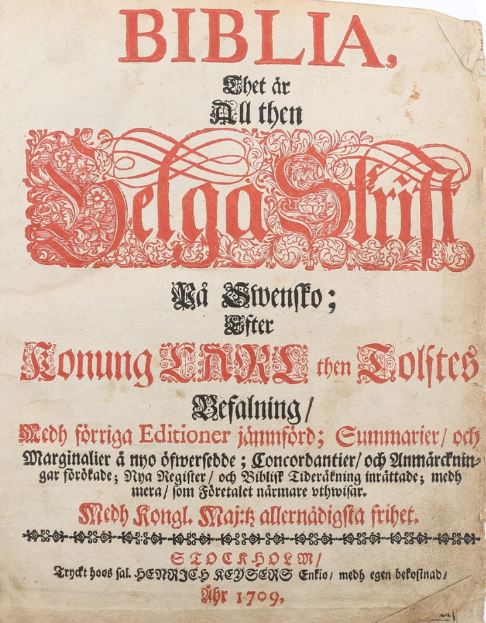 BIBLIA,
Thet är
All then
Helga Skrift
På Swensko;
Efter
Konung CARL then Tolftes
Befalning/
Medh förriga Editioner jämnförd; Summarier/ och
Marginalier å nyo öfwersedde; Concordantier/ och Anmärcknin-
gar förökade; Nya Register/ och Biblisk Tideräkning inrättade; medh
mera/ som Företalet närmare vthwisar.
Medh Kongl. Maj:tz allernådigsta frihet.
STOCKHOLM/
Tryckt hoos sal. HENRICH KEYSERS Enkio/ medh egen bekostnad/
Åhr 1709.